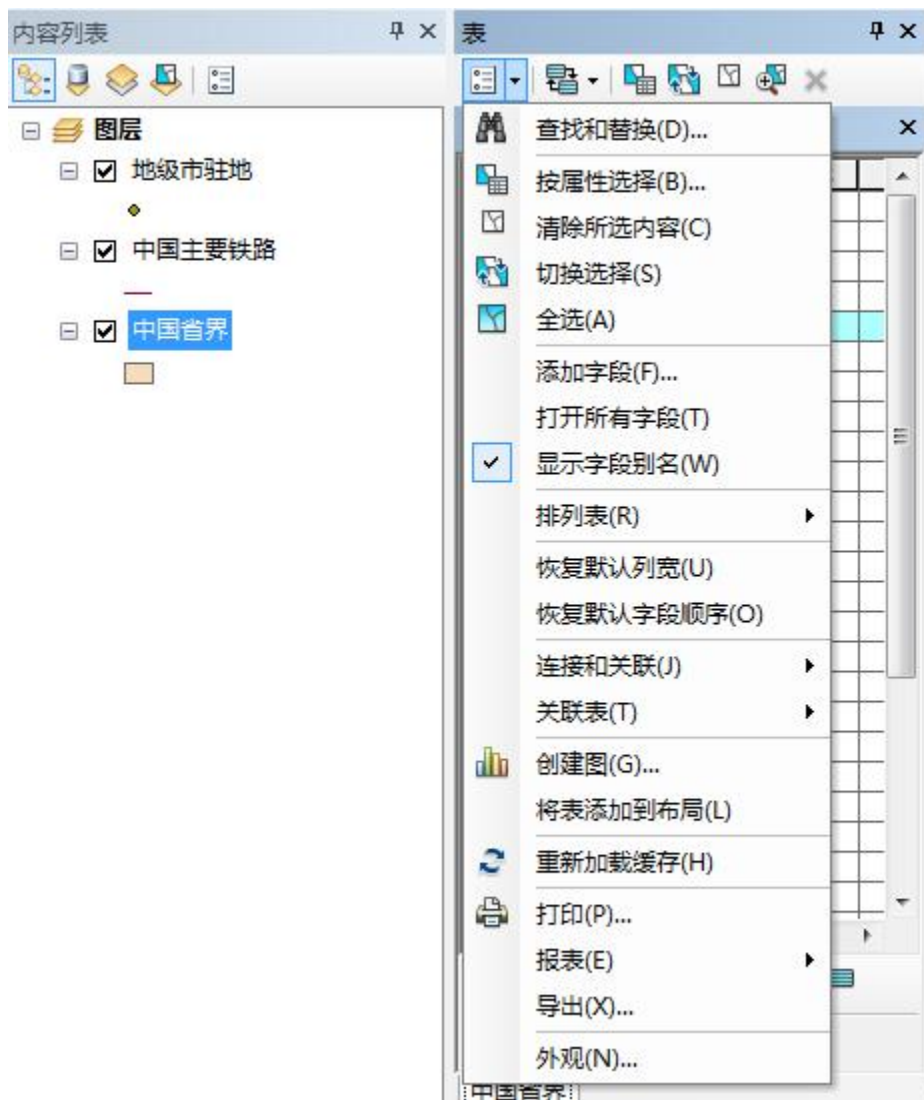 内容列表
图层
地级市驻地
中国主要铁路
中国省界
表
查找和替换(D)...
按属性选择(B)...
清除所选内容(C)
切换选择(S)
全选(A)
添加字段(F)...
打开所有字段(T)
显示字段别名(W)
排列表(R)
恢复默认列宽(U)
恢复默认字段顺序(O)
连接和关联(J)
关联表(T)
创建图(G)...
将表添加到布局(L)
重新加载缓存(H)
打印(P)...
报表(E)
导出(X)...
外观(N)...
中国省界